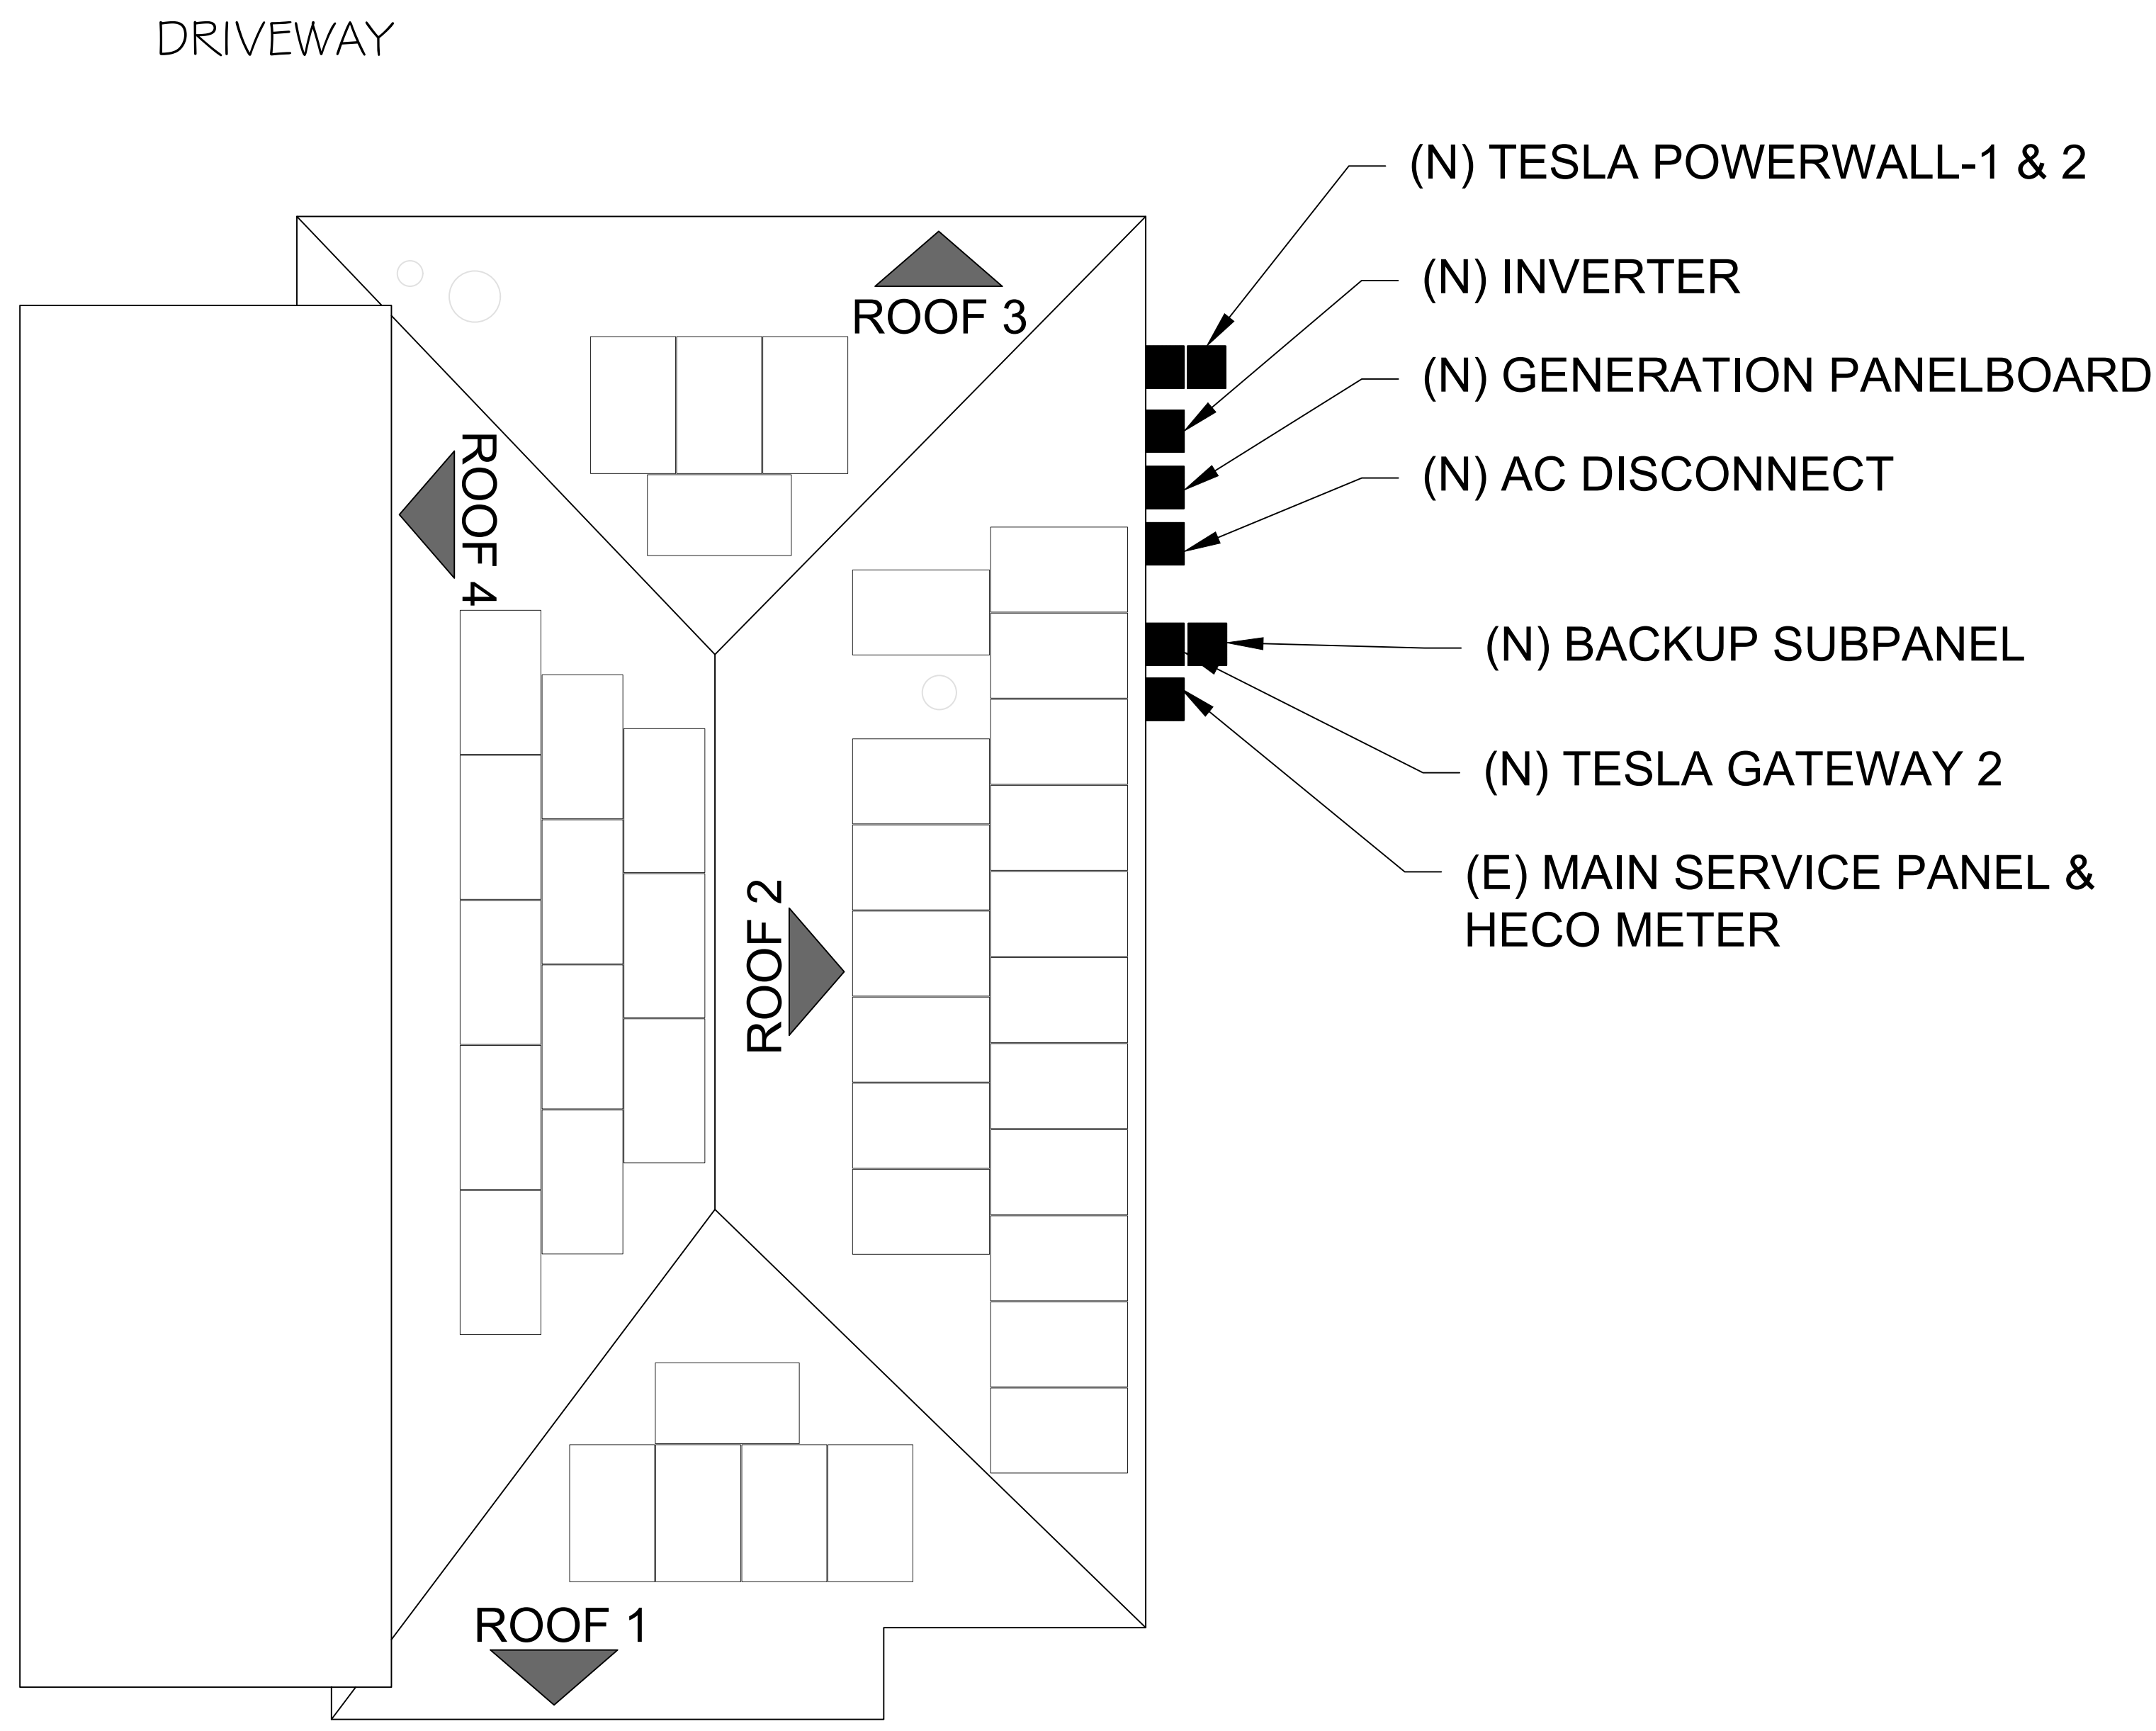 DRIVEWAY
(N) TESLA POWERWALL-1 & 2
(N) INVERTER
ROOF 3
(N) GENERATION PANELBOARD
(N) AC DISCONNECT
ROOF 4
(N) BACKUP SUBPANEL
(N) TESLA GATEWAY 2
(E) MAIN SERVICE PANEL &
HECO METER
ROOF 2
ROOF 1